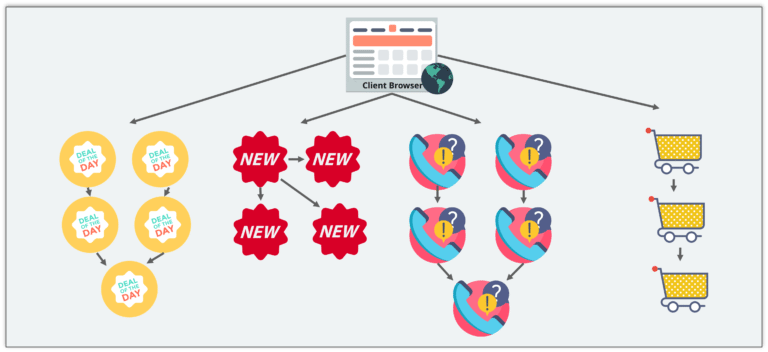 Client Browser
DEAL
OF THE
DAY
DEAL
OF THE
DAY
NEW
NEW
DEAL
OF THE
DAY
DEAL
OF THE
DAY
NEW
NEW
DEAL
OF THE
DAY